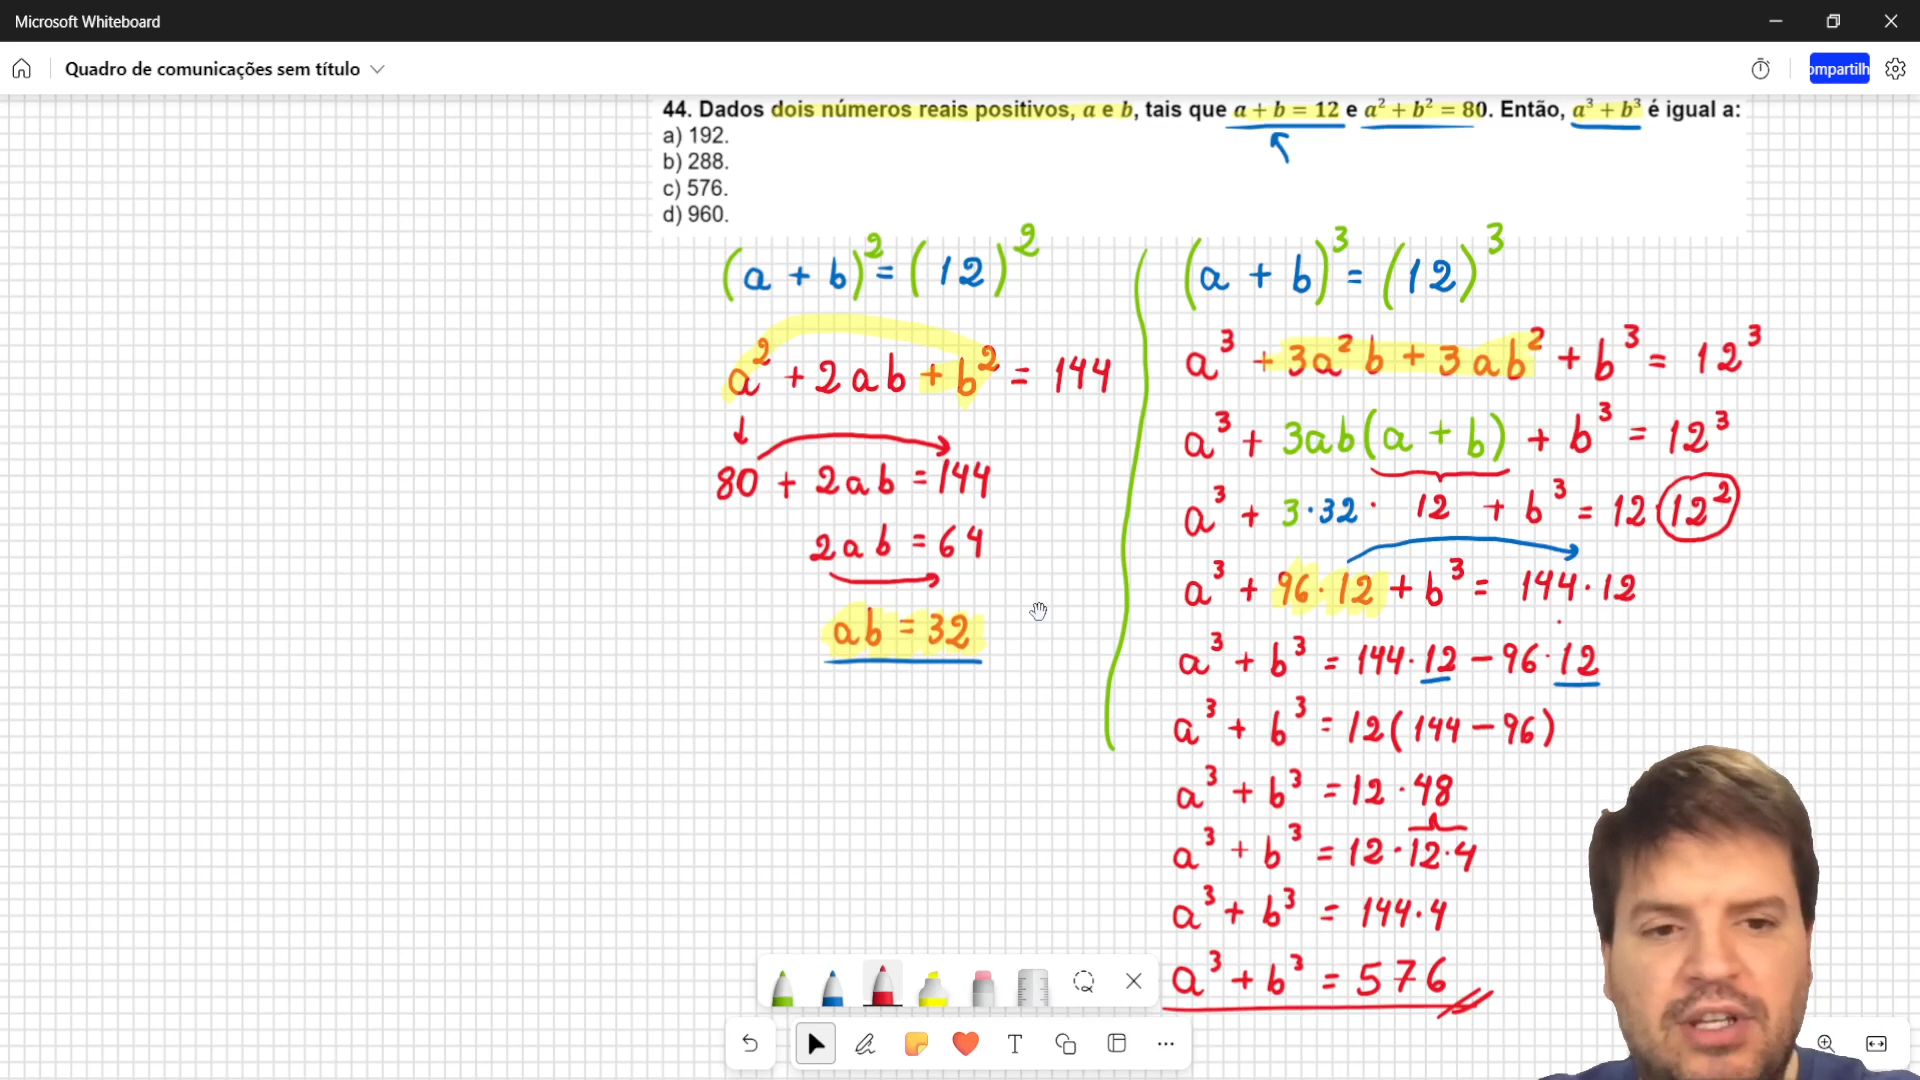 Microsoft Whiteboard
Quadro de comunicações sem título
ompartilh
44. Dados dois números reais positivos, a e b, tais que a + b = 12 e a² + b² = 80. Então, a³ + b³ é igual a:
a) 192.
b) 288.
c) 576.
d) 960.
(a + b)² = (12)²
a² + 2ab + b² = 144
80 + 2ab = 144
2ab = 64
ab = 32
(a + b)³ = (12)³
a³ + 3a²b + 3ab² + b³ = 12³
a³ + 3ab(a + b) + b³ = 12³
a³ + 3·32· 12 + b³ = 12·12²
a³ + 96·12 + b³ = 144·12
a³ + b³ = 144·12 − 96·12
a³ + b³ = 12(144 − 96)
a³ + b³ = 12·48
a³ + b³ = 12·12·4
a³ + b³ = 144·4
a³ + b³ = 576